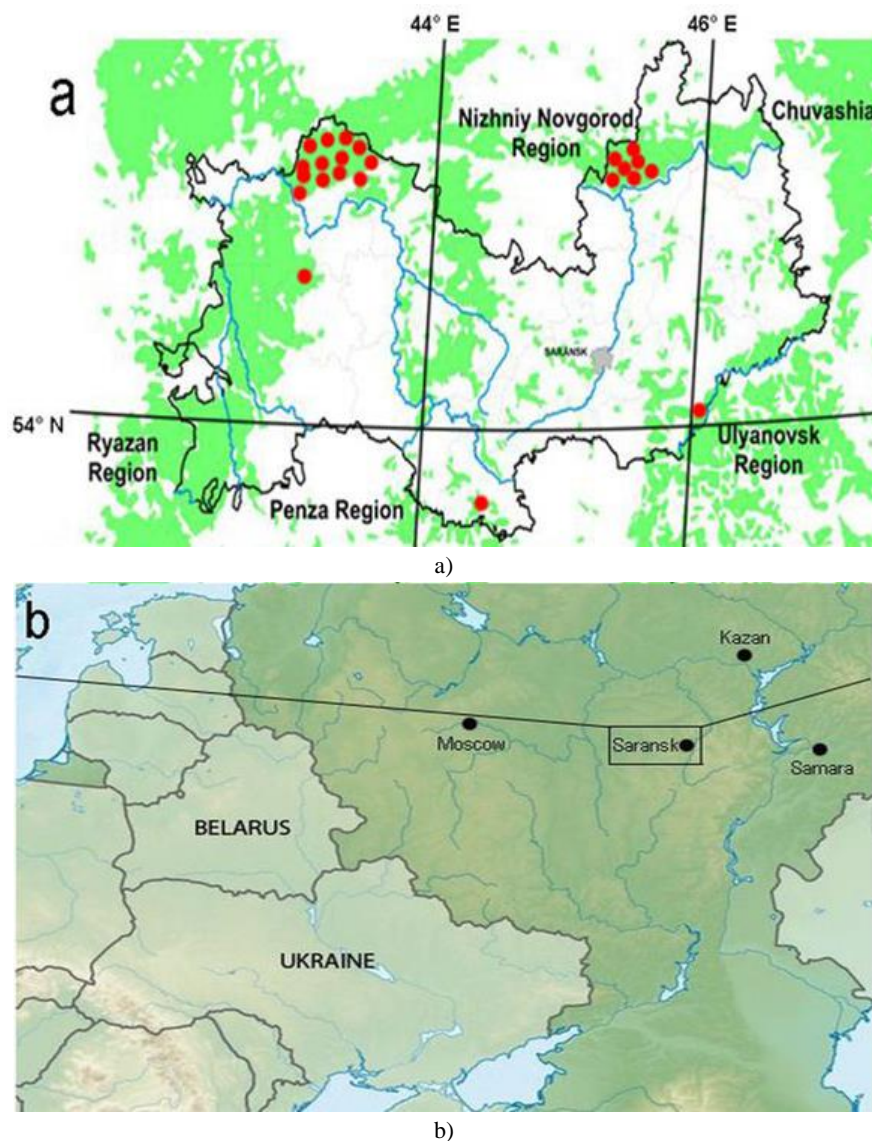 44° E
46° E
a
Nizhniy Novgorod
Region
Chuvashia
SARANSK
54° N
Ryazan
Region
Penza Region
Ulyanovsk
Region
a)
b
Kazan
Moscow
Saransk
Samara
BELARUS
UKRAINE
b)